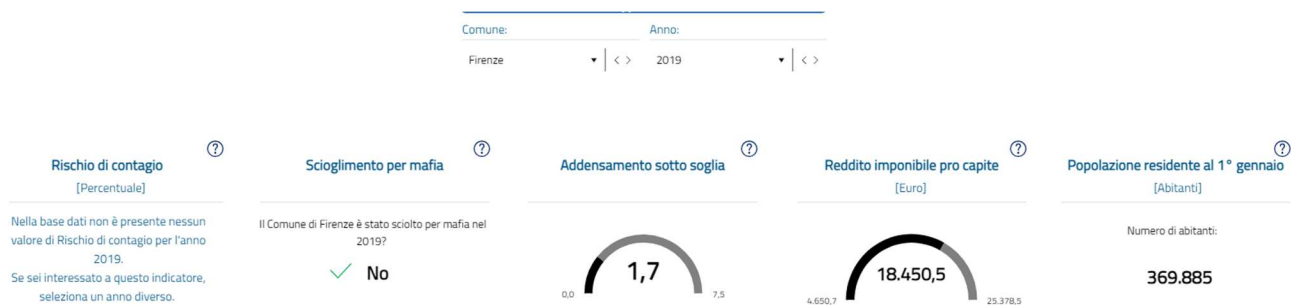 Comune:
Anno:
Firenze
2019
Rischio di contagio
[Percentuale]
Nella base dati non è presente nessun
valore di Rischio di contagio per l'anno
2019.
Se sei interessato a questo indicatore,
seleziona un anno diverso.
Scioglimento per mafia
Il Comune di Firenze è stato sciolto per mafia nel
2019?
No
Addensamento sotto soglia
1,7
0,0
7,5
Reddito imponibile pro capite
[Euro]
18.450,5
4.650,7
25.378,5
Popolazione residente al 1° gennaio
[Abitanti]
Numero di abitanti:
369.885